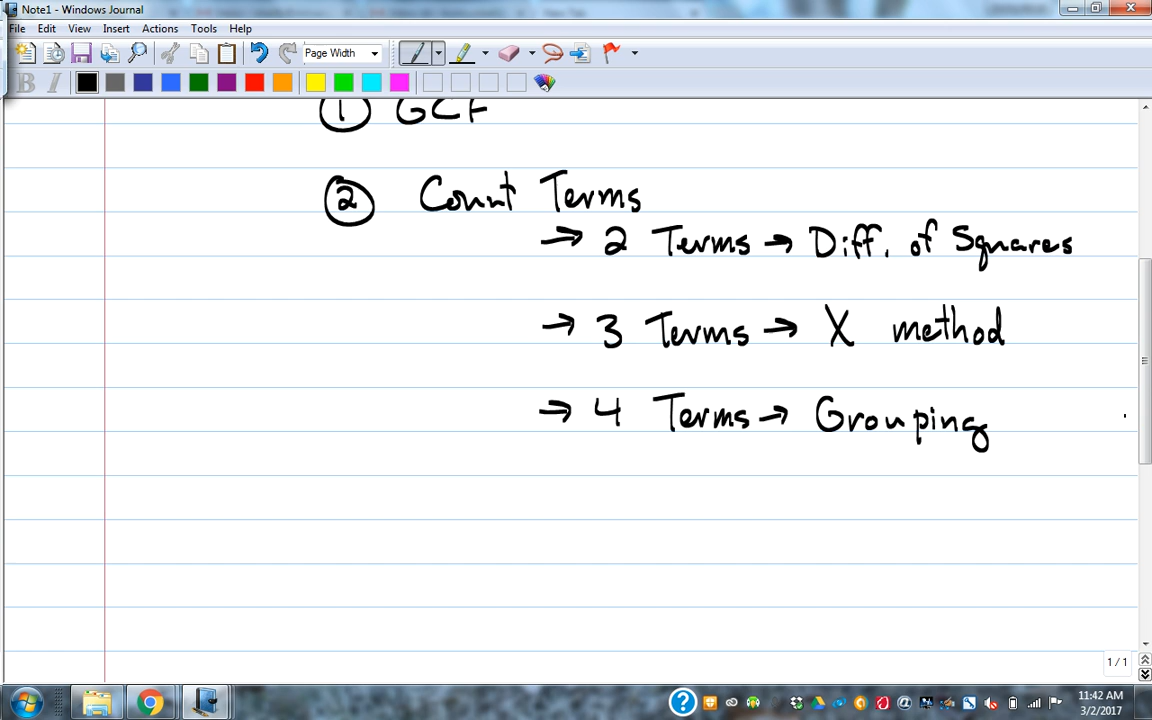 Note1 - Windows Journal
File Edit View Insert Actions Tools Help
Page Width
B I
① GCF
② Count Terms
→ 2 Terms → Diff. of Squares
→ 3 Terms → X method
→ 4 Terms → Grouping
1 / 1
11:42 AM
3/2/2017